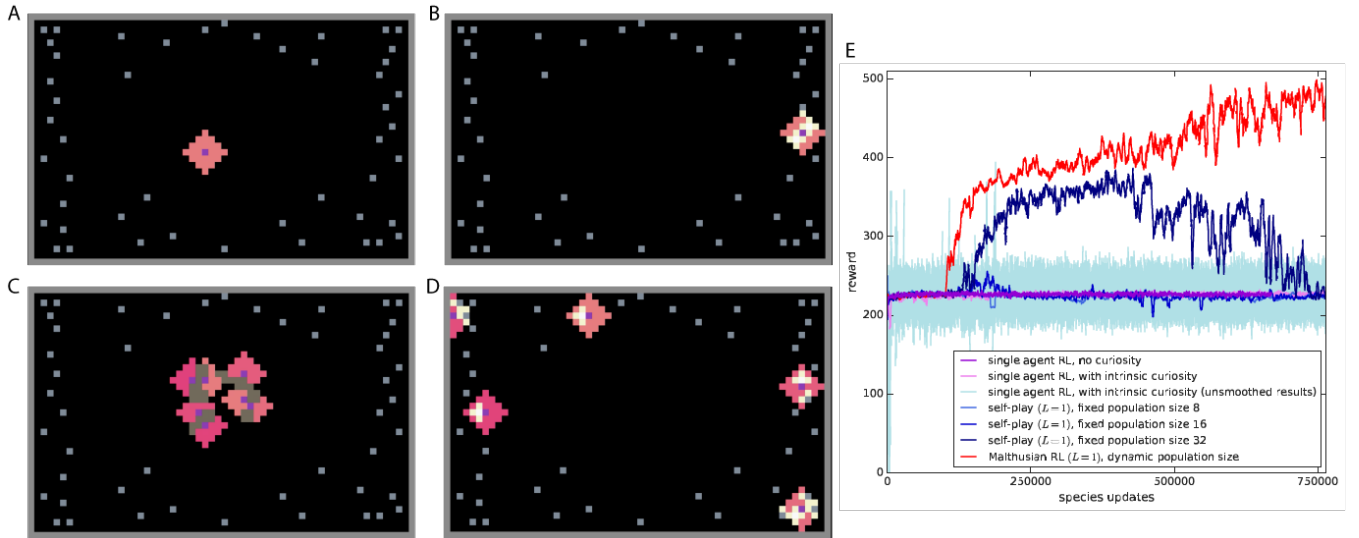 A
B
C
D
E
500
400
300
200
100
0
reward
0
250000
500000
750000
species updates
single agent RL, no curiosity
single agent RL, with intrinsic curiosity
single agent RL, with intrinsic curiosity (unsmoothed results)
self-play (L=1), fixed population size 8
self-play (L=1), fixed population size 16
self-play (L=1), fixed population size 32
Malthusian RL (L=1), dynamic population size